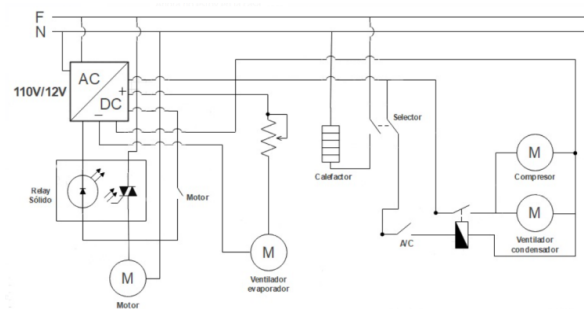 F
N
110V/12V
AC
+
DC
−
Relay
Sólido
Motor
M
Motor
M
Ventilador
evaporador
Calefactor
Selector
A/C
M
Compresor
M
Ventilador
condensador